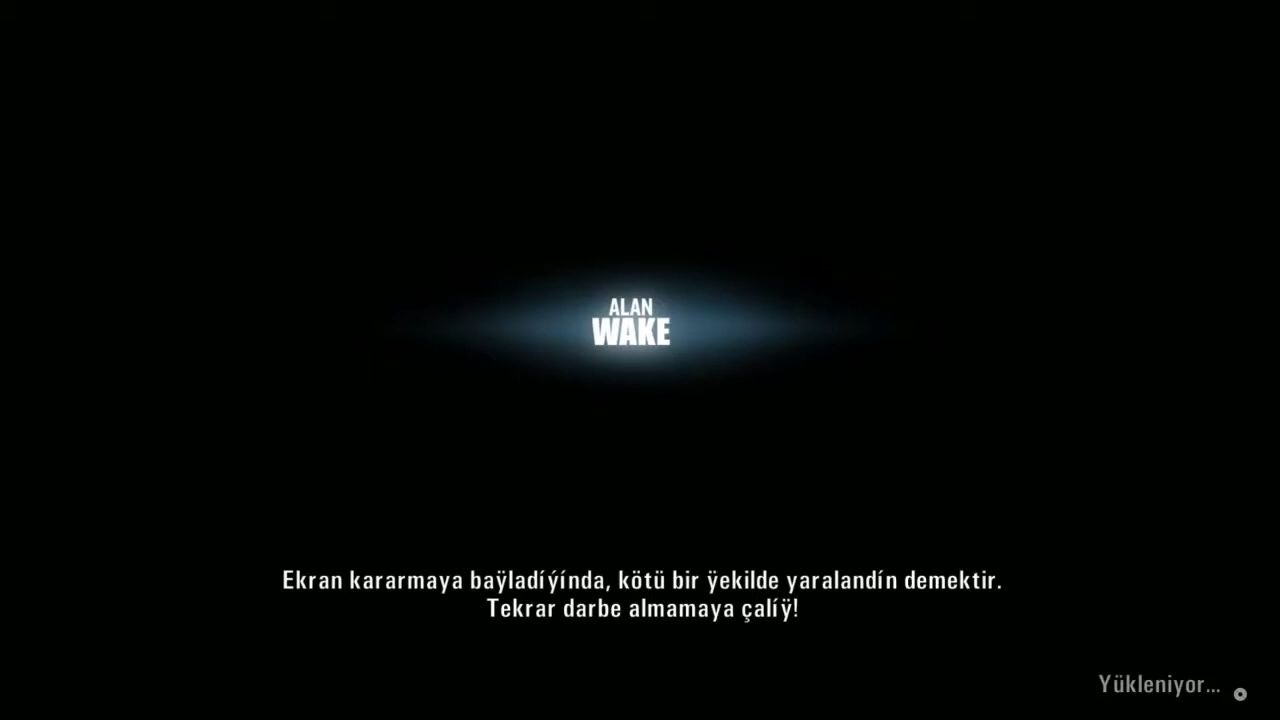 ALAN
WAKE
Ekran kararmaya baÿladíýínda, kötü bir ÿekilde yaralandín demektir.
Tekrar darbe almamaya çalíÿ!
Yükleniyor...